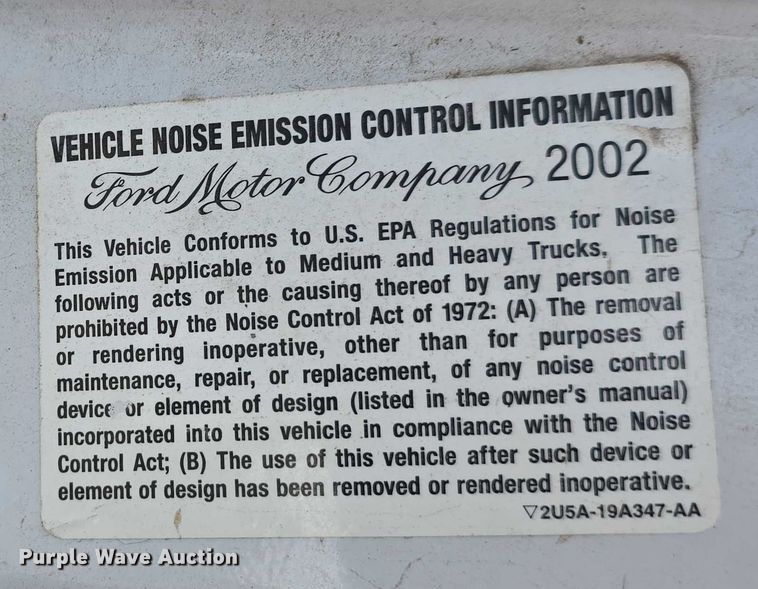 VEHICLE NOISE EMISSION CONTROL INFORMATION
Ford Motor Company 2002
This Vehicle Conforms to U.S. EPA Regulations for Noise
Emission Applicable to Medium and Heavy Trucks, The
following acts or the causing thereof by any person are
prohibited by the Noise Control Act of 1972: (A) The removal
or rendering inoperative, other than for purposes of
maintenance, repair, or replacement, of any noise control
device or element of design (listed in the owner's manual)
incorporated into this vehicle in compliance with the Noise
Control Act; (B) The use of this vehicle after such device or
element of design has been removed or rendered inoperative.
▽2U5A-19A347-AA
Purple Wave Auction